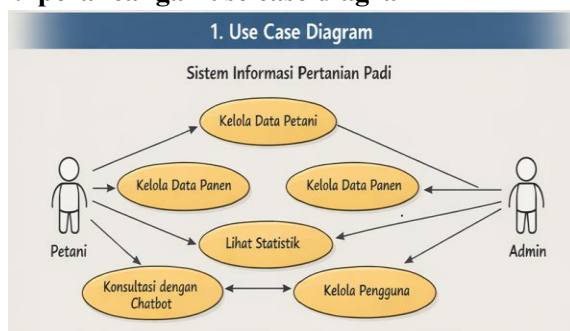 1. Use Case Diagram
Sistem Informasi Pertanian Padi
Kelola Data Petani
Kelola Data Panen
Kelola Data Panen
Petani
Lihat Statistik
Admin
Konsultasi dengan
Chatbot
Kelola Pengguna